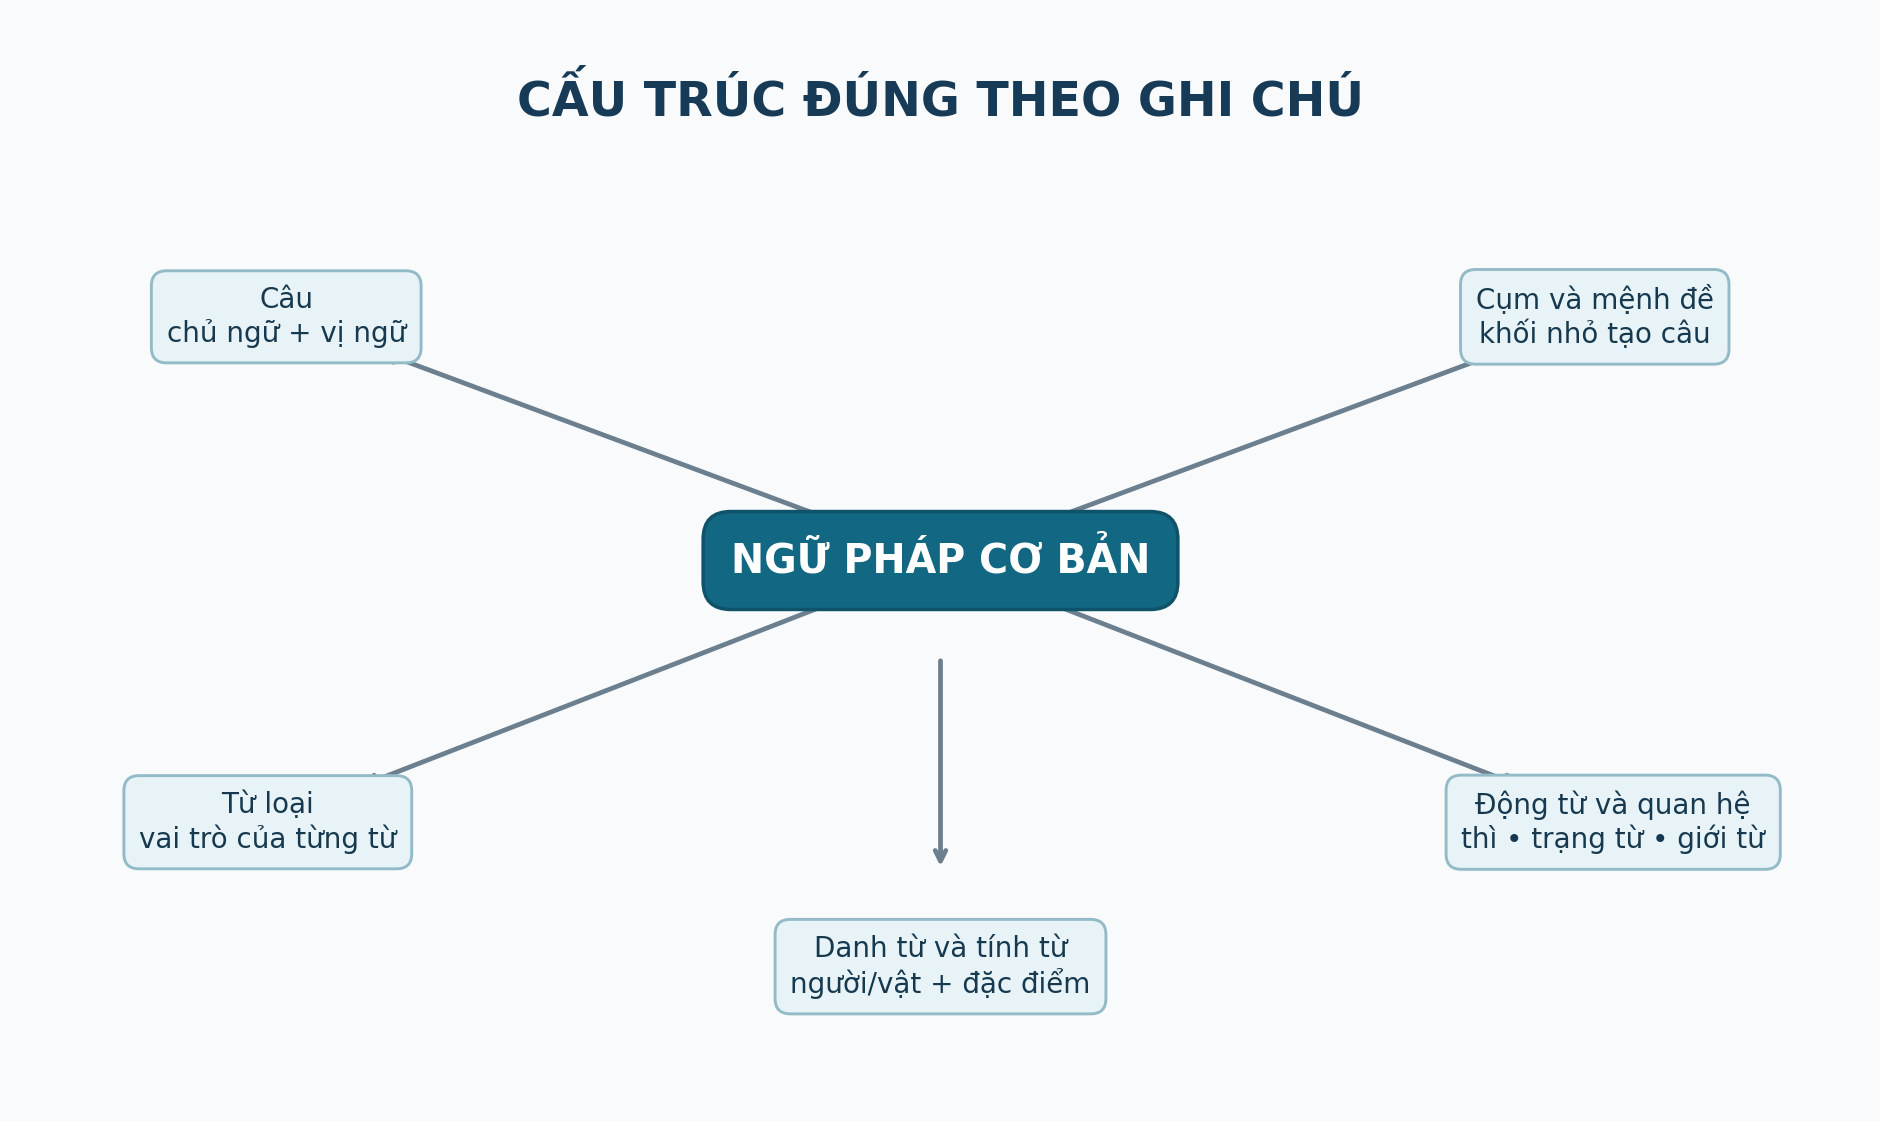 CẤU TRÚC ĐÚNG THEO GHI CHÚ
Câu
chủ ngữ + vị ngữ
Cụm và mệnh đề
khối nhỏ tạo câu
NGỮ PHÁP CƠ BẢN
Từ loại
vai trò của từng từ
Động từ và quan hệ
thì • trạng từ • giới từ
Danh từ và tính từ
người/vật + đặc điểm